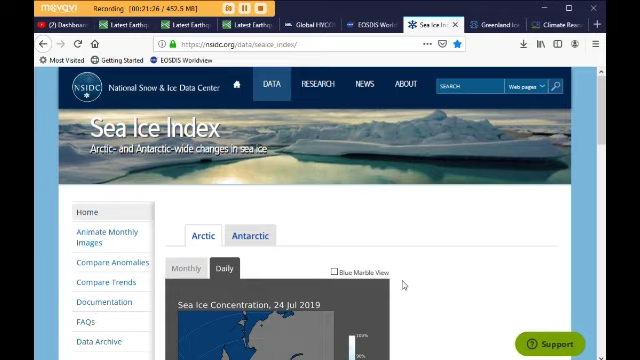 movavi
Recording (00:21:26 / 452.5 MB)
(2) Dashboard
Latest Earthq
Latest Earthq
Latest Earthq
Global HYCO
EOSDIS World
Sea Ice Ind
Greenland Ice
Climate Rean
https://nsidc.org/data/seaice_index/
Most Visited
Getting Started
EOSDIS Worldview
NSIDC
National Snow & Ice Data Center
DATA
RESEARCH
NEWS
ABOUT
SEARCH
Web pages
Sea Ice Index
Arctic- and Antarctic-wide changes in sea ice
Home
Animate Monthly
Images
Compare Anomalies
Compare Trends
Documentation
FAQs
Data Archive
Arctic
Antarctic
Monthly
Daily
Blue Marble View
Sea Ice Concentration, 24 Jul 2019
100%
90%
Support